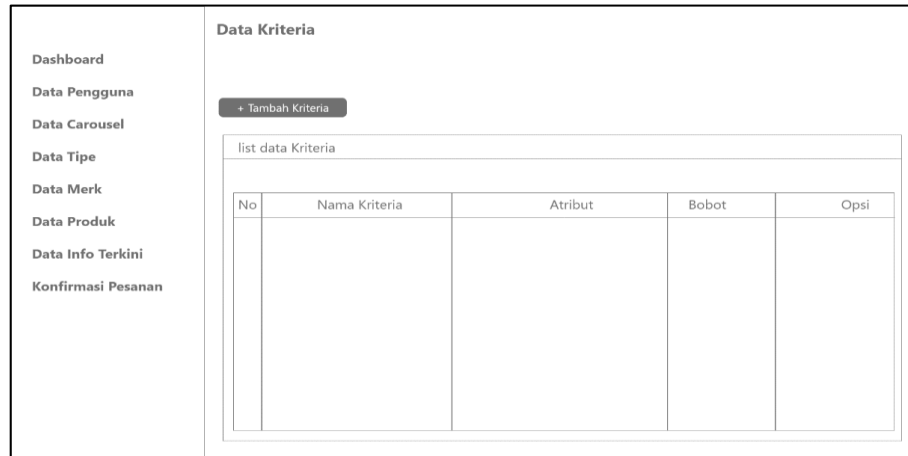 Data Kriteria
Dashboard
Data Pengguna
Data Carousel
Data Tipe
Data Merk
Data Produk
Data Info Terkini
Konfirmasi Pesanan
+ Tambah Kriteria
list data Kriteria
No Nama Kriteria Atribut Bobot Opsi